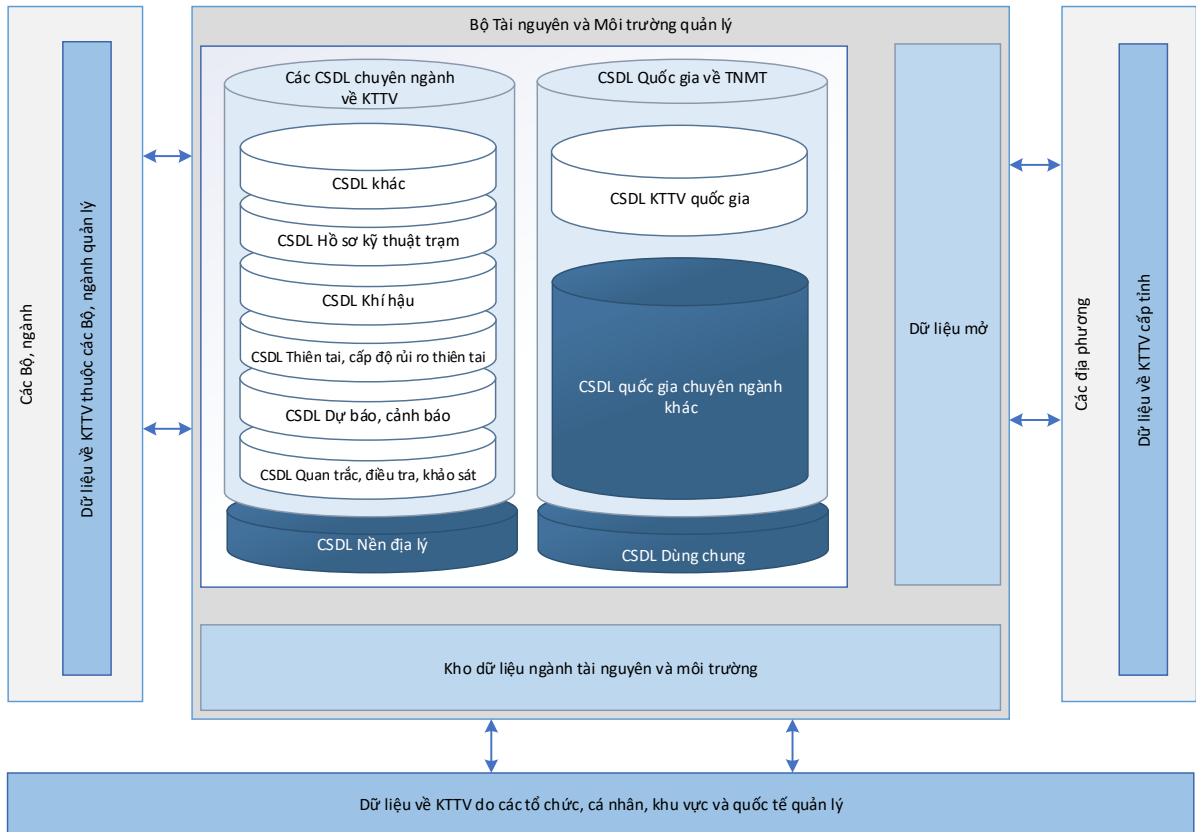 Bộ Tài nguyên và Môi trường quản lý
Các Bộ, ngành
Dữ liệu về KTTV thuộc các Bộ, ngành quản lý
Các CSDL chuyên ngành
về KTTV
CSDL khác
CSDL Hồ sơ kỹ thuật trạm
CSDL Khí hậu
CSDL Thiên tai, cấp độ rủi ro thiên tai
CSDL Dự báo, cảnh báo
CSDL Quan trắc, điều tra, khảo sát
CSDL Nền địa lý
CSDL Quốc gia về TNMT
CSDL KTTV quốc gia
CSDL quốc gia chuyên ngành
khác
CSDL Dùng chung
Dữ liệu mở
Các địa phương
Dữ liệu về KTTV cấp tỉnh
Kho dữ liệu ngành tài nguyên và môi trường
Dữ liệu về KTTV do các tổ chức, cá nhân, khu vực và quốc tế quản lý